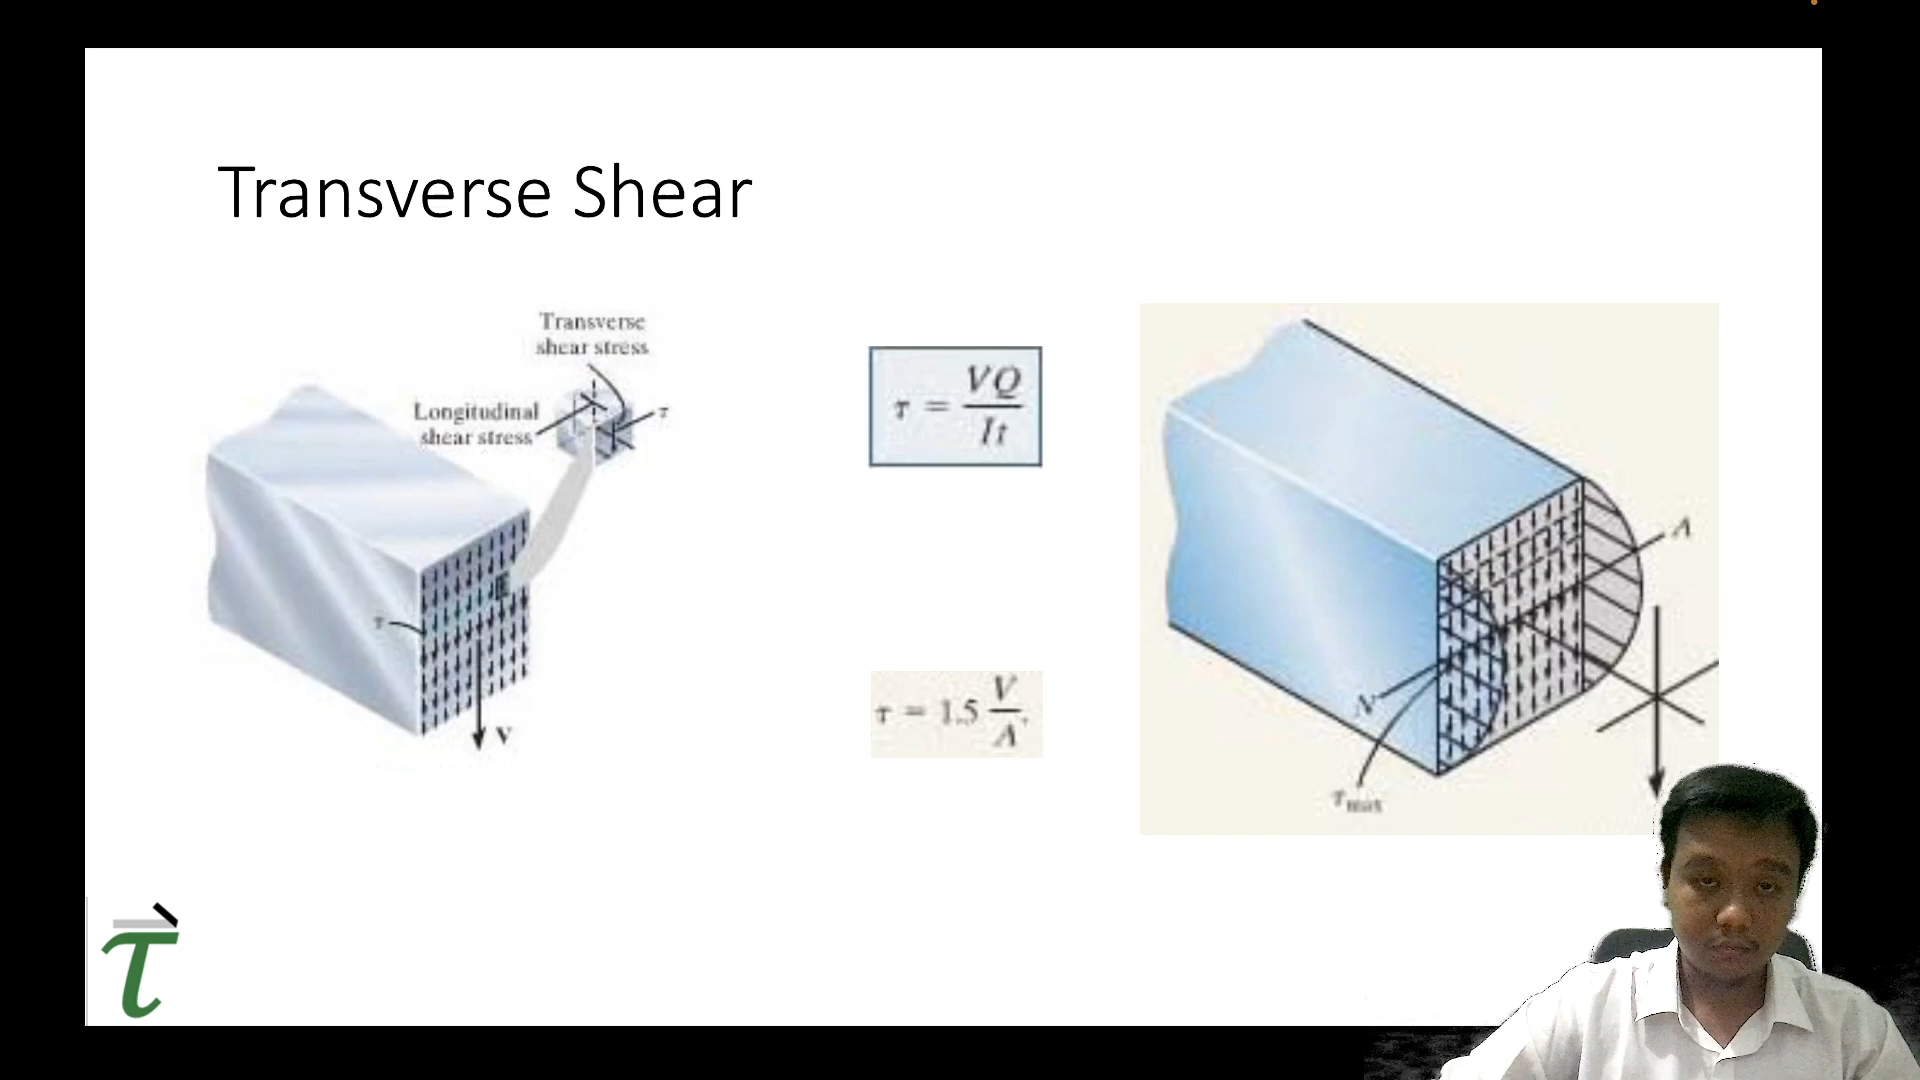 Transverse Shear
Transverse
shear stress
Longitudinal
shear stress
τ
τ
V
τ = VQ / It
τ = 1.5 V / A,
A
N
τmax
τ